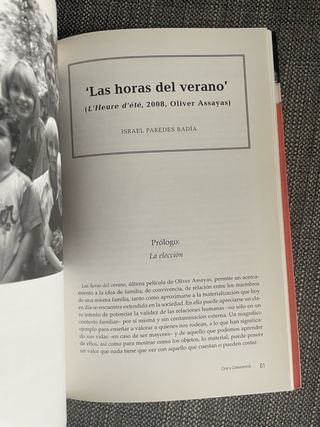 ‘Las horas del verano’
(L'Heure d'été, 2008, Oliver Assayas)
ISRAEL PAREDES BADÍA
Prólogo:
La elección
Las horas del verano, última película de Oliver Assayas, permite un acerca-
miento a la idea de familia, de convivencia, de relación entre los miembros
de una misma familia, tanto como aproximarse a la materialización que hoy
en día se encuentra extendida en la sociedad. En ella puede apreciarse un cla-
ro intento de potenciar la validez de las relaciones humanas –no sólo en un
contexto familiar– por sí misma y sin contaminación externa. Un magnífico
ejemplo para enseñar a valorar a quienes nos rodean, a lo que han significa-
do sus vidas –en caso de ser mayores– y de aquello que podemos aprender
de ellos, así como para mostrar como los objetos, lo material, puede poseer
un valor que nada tiene que ver con aquello que cuestan o pueden costar.
Cine y Convivencia 61